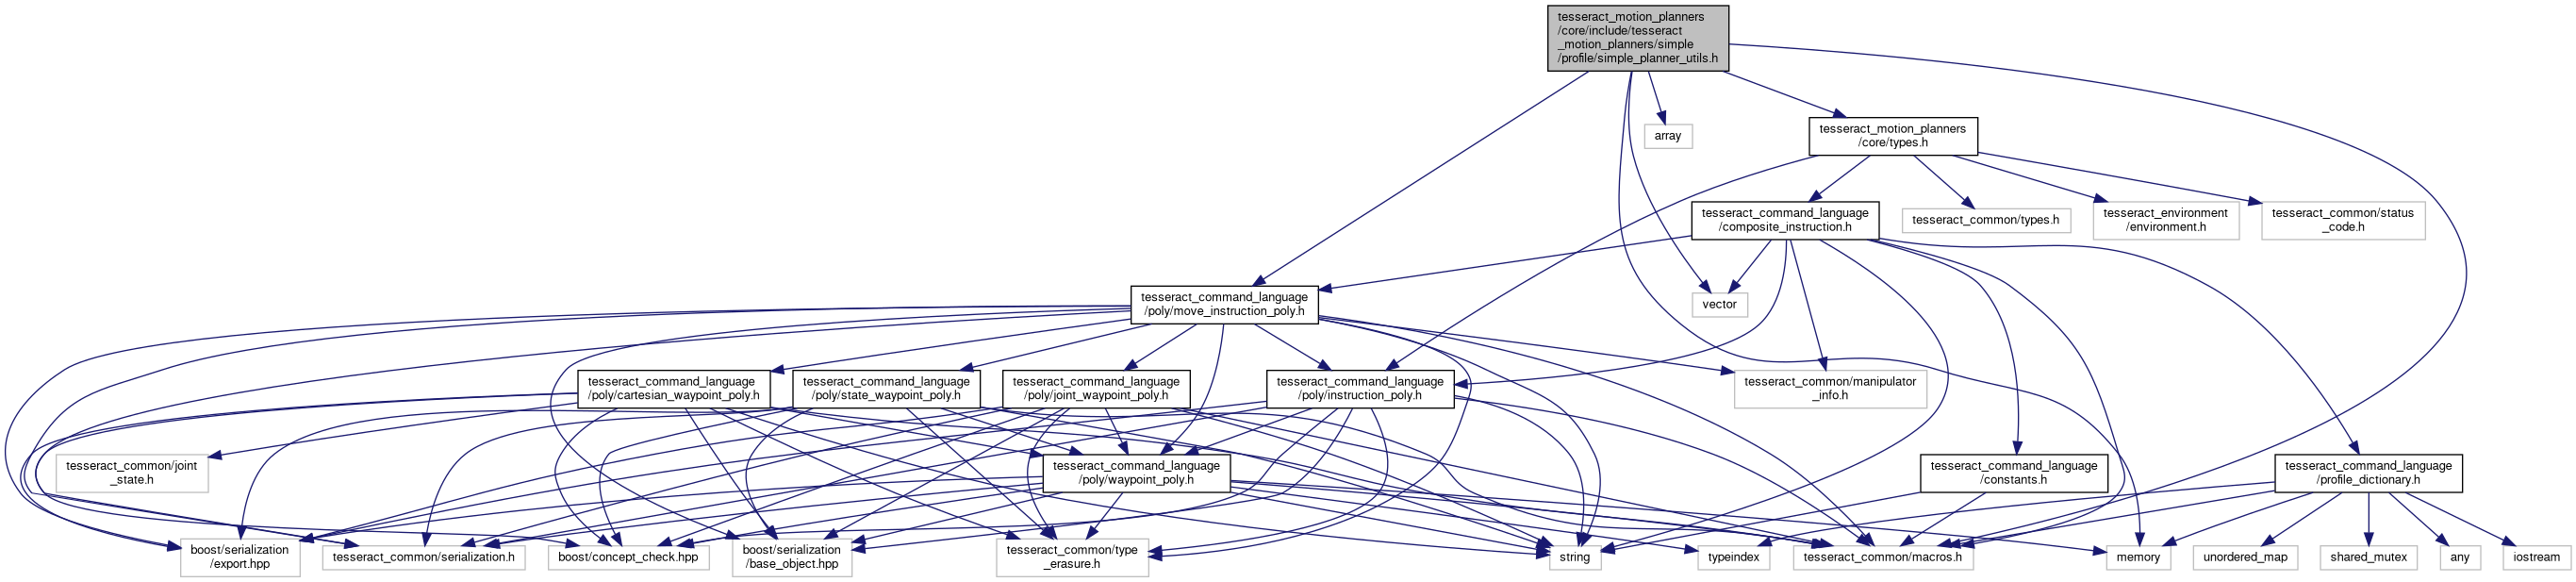 tesseract_motion_planners
/core/include/tesseract
_motion_planners/simple
/profile/simple_planner_utils.h
array
tesseract_motion_planners
/core/types.h
tesseract_command_language
/composite_instruction.h
tesseract_common/types.h
tesseract_environment
/environment.h
tesseract_common/status
_code.h
tesseract_command_language
/poly/move_instruction_poly.h
vector
tesseract_command_language
/poly/cartesian_waypoint_poly.h
tesseract_command_language
/poly/state_waypoint_poly.h
tesseract_command_language
/poly/joint_waypoint_poly.h
tesseract_command_language
/poly/instruction_poly.h
tesseract_common/manipulator
_info.h
tesseract_common/joint
_state.h
tesseract_command_language
/poly/waypoint_poly.h
tesseract_command_language
/constants.h
tesseract_command_language
/profile_dictionary.h
boost/serialization
/export.hpp
tesseract_common/serialization.h
boost/concept_check.hpp
boost/serialization
/base_object.hpp
tesseract_common/type
_erasure.h
string
typeindex
tesseract_common/macros.h
memory
unordered_map
shared_mutex
any
iostream